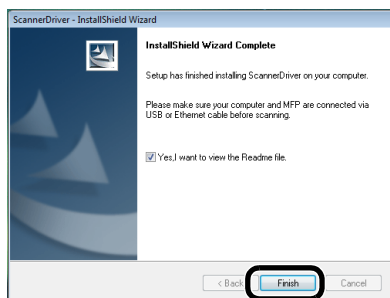 ScannerDriver - InstallShield Wizard
InstallShield Wizard Complete
Setup has finished installing ScannerDriver on your computer.
Please make sure your computer and MFP are connected via
USB or Ethernet cable before scanning.
Yes,I want to view the Readme file.
< Back Finish Cancel